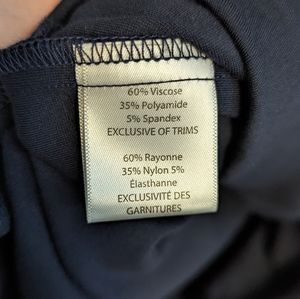 60% Viscose
35% Polyamide
5% Spandex
EXCLUSIVE OF TRIMS
60% Rayonne
35% Nylon 5%
Élasthanne
EXCLUSIVITÉ DES
GARNITURES